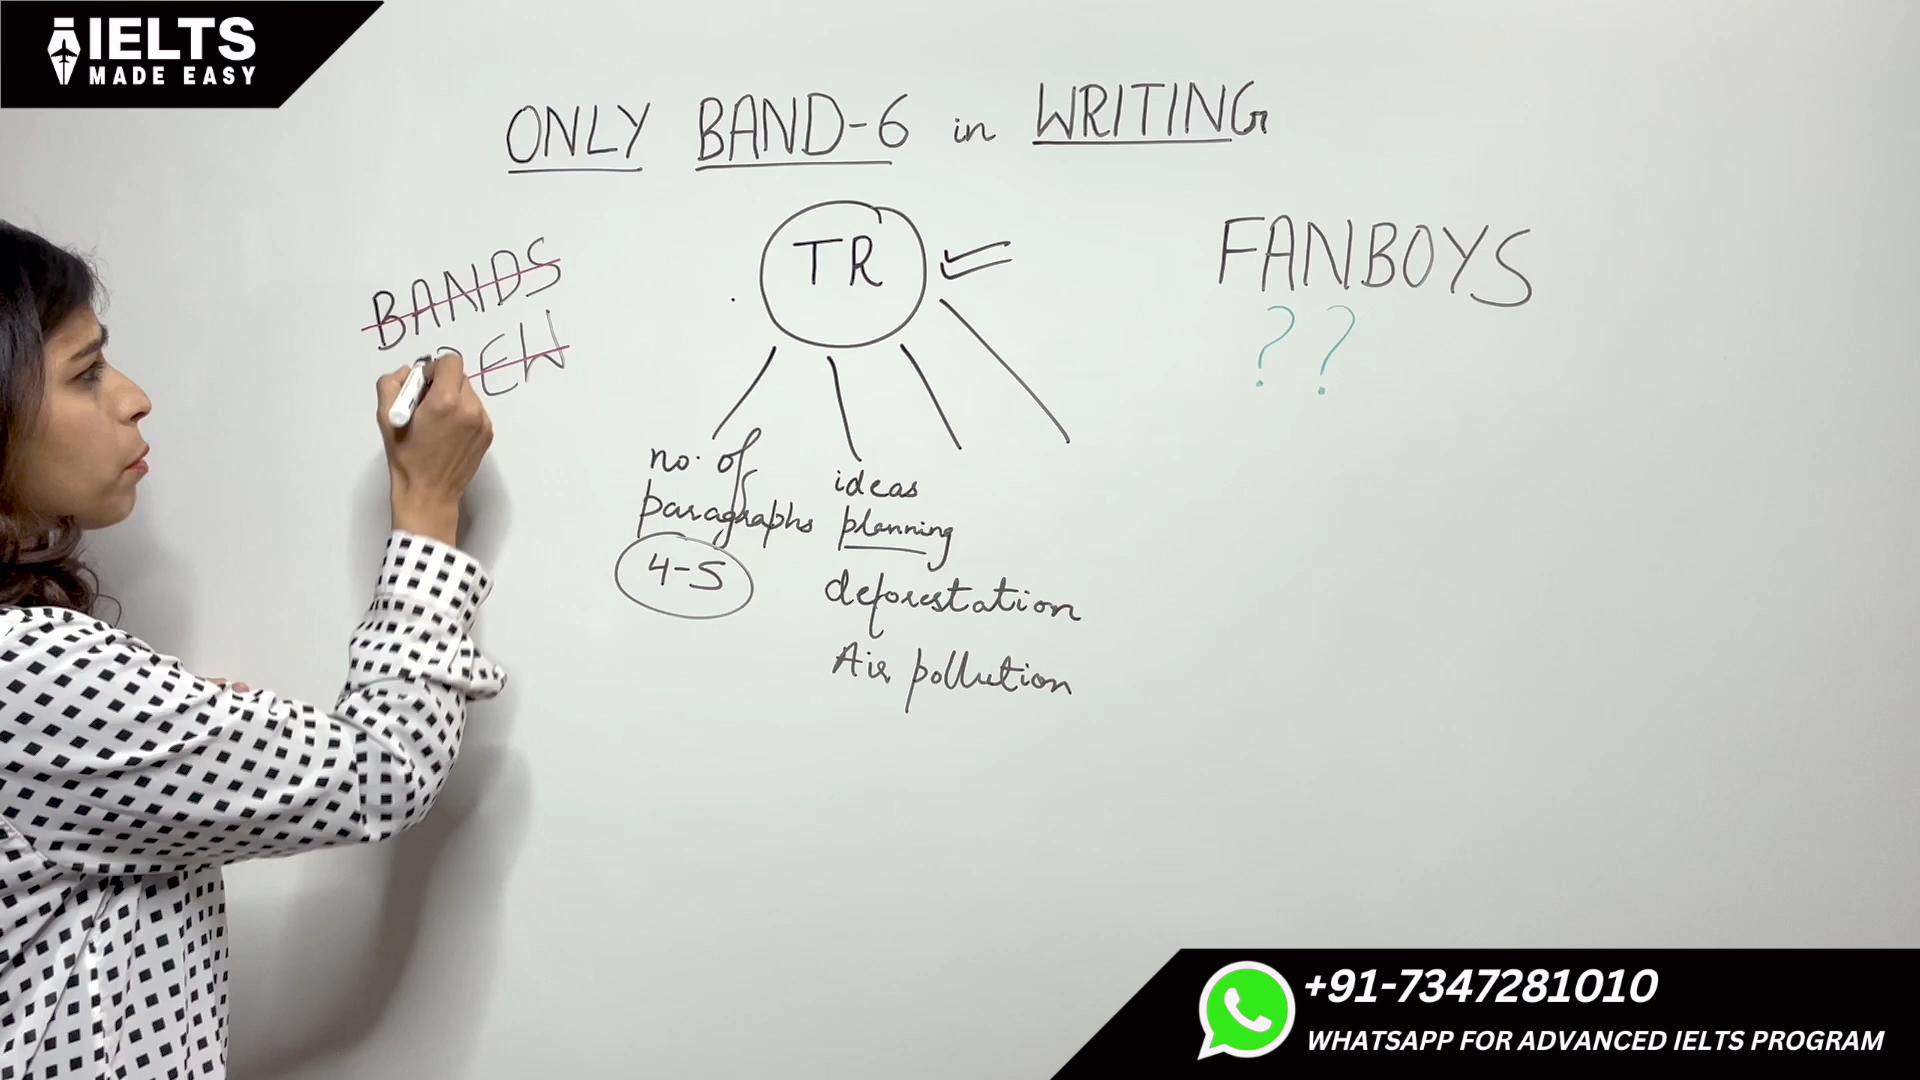 IELTS
MADE EASY
ONLY BAND-6 in WRITING
BANDS
TR
FANBOYS
??
no. of
paragraphs
4-5
ideas
planning
deforestation
Air pollution
+91-7347281010
WHATSAPP FOR ADVANCED IELTS PROGRAM